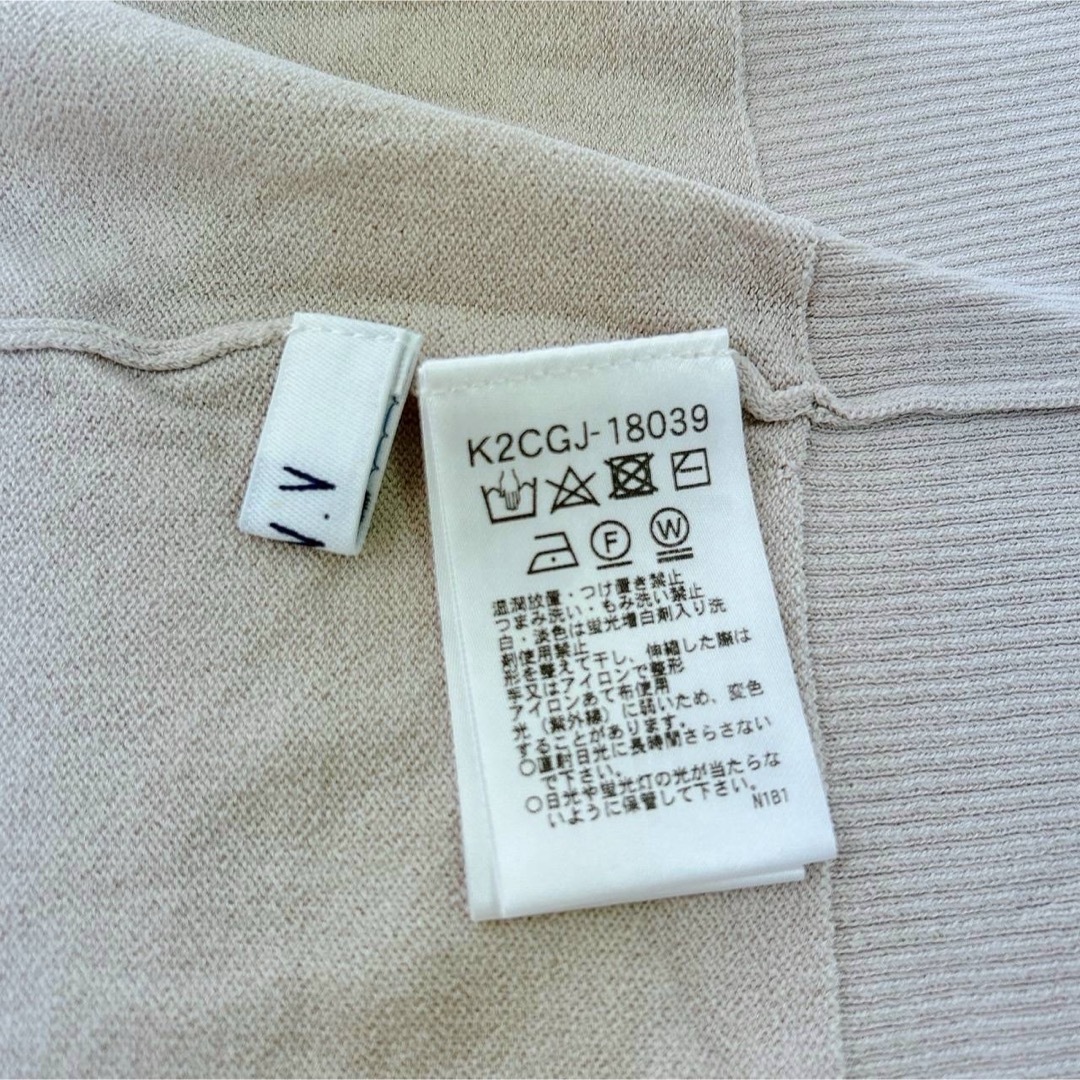 K2CGJ-18039
F W
湿潤放置・つけ置き禁止
つまみ洗い・もみ洗い禁止
白・淡色は蛍光増白剤入り洗
剤使用禁止
形を整えて干し、伸縮した際は
手又はアイロンで整形
アイロンあて布使用
光（紫外線）に弱いため、変色
することがあります。
○直射日光に長時間さらさない
で下さい。
○日光や蛍光灯の光が当たらな
いように保管して下さい。
N1B1
V.V